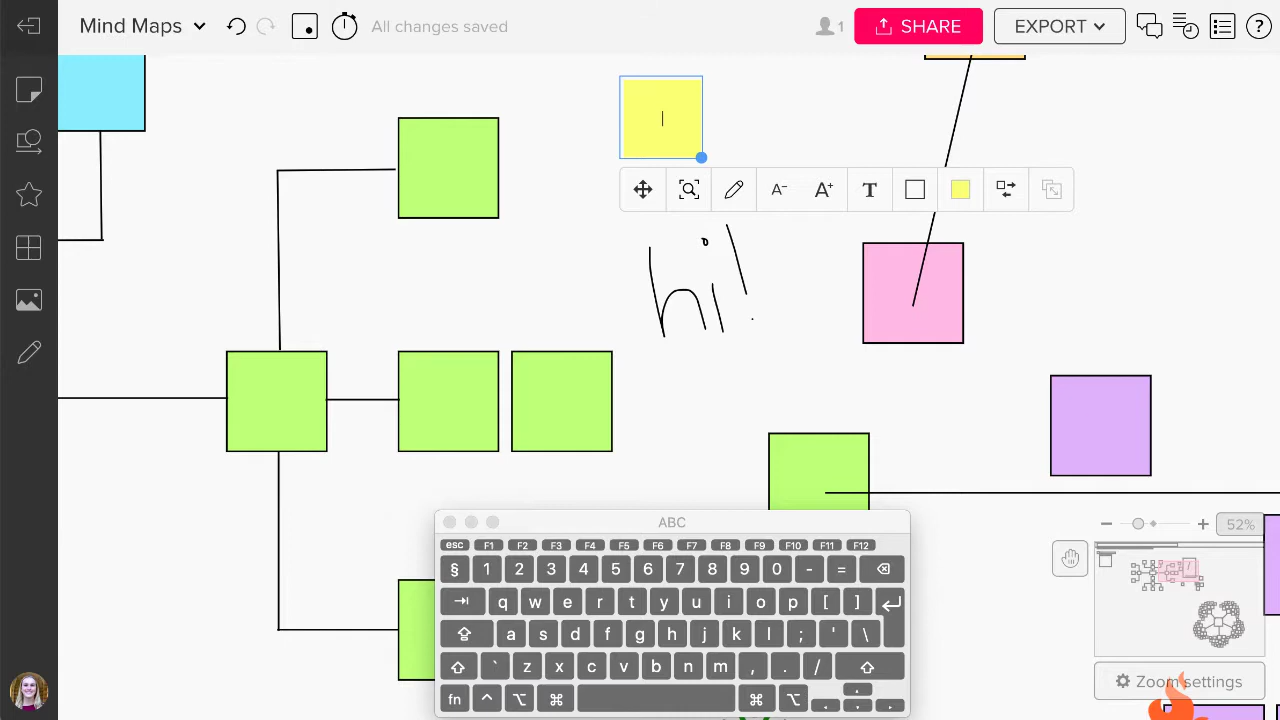 Mind Maps
All changes saved
1
SHARE
EXPORT
?
A⁻ A⁺ T
hi!
ABC
esc F1 F2 F3 F4 F5 F6 F7 F8 F9 F10 F11 F12
§ 1 2 3 4 5 6 7 8 9 0 - =
q w e r t y u i o p [ ]
a s d f g h j k l ; ' \
` z x c v b n m , . /
fn ^ ⌥ ⌘ ⌘ ⌥
52%
Zoom settings